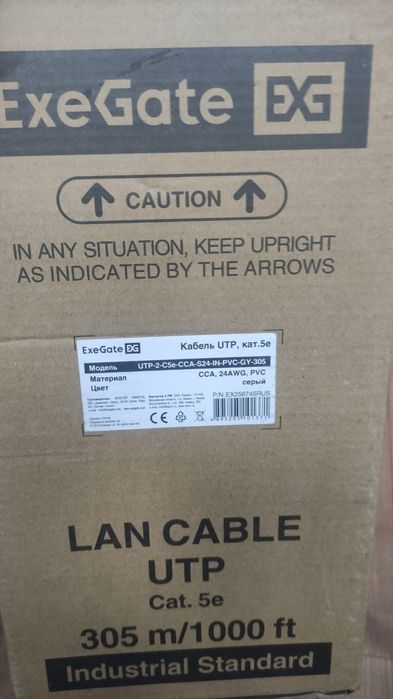 ExeGate EXG
CAUTION
IN ANY SITUATION, KEEP UPRIGHT
AS INDICATED BY THE ARROWS
ExeGate EXG Кабель UTP, кат.5e
Модель UTP-2-C5e-CCA-S24-IN-PVC-GY-305
Материал CCA, 24AWG, PVC
Цвет серый
P/N:EX256745RUS
CE EAC
LAN CABLE
UTP
Cat. 5e
305 m/1000 ft
Industrial Standard